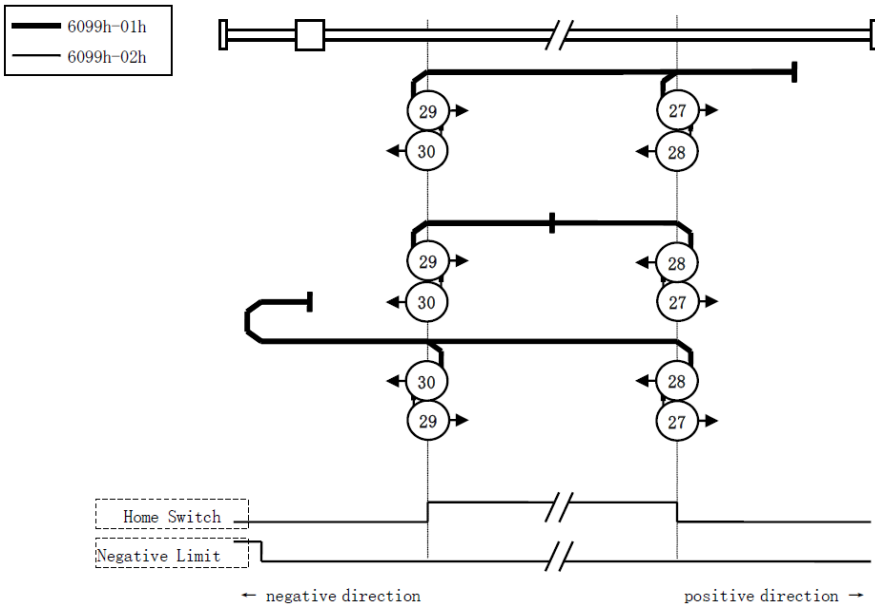 6099h-01h
6099h-02h
29
27
30
28
29
28
30
27
30
28
29
27
Home Switch
Negative Limit
← negative direction
positive direction →